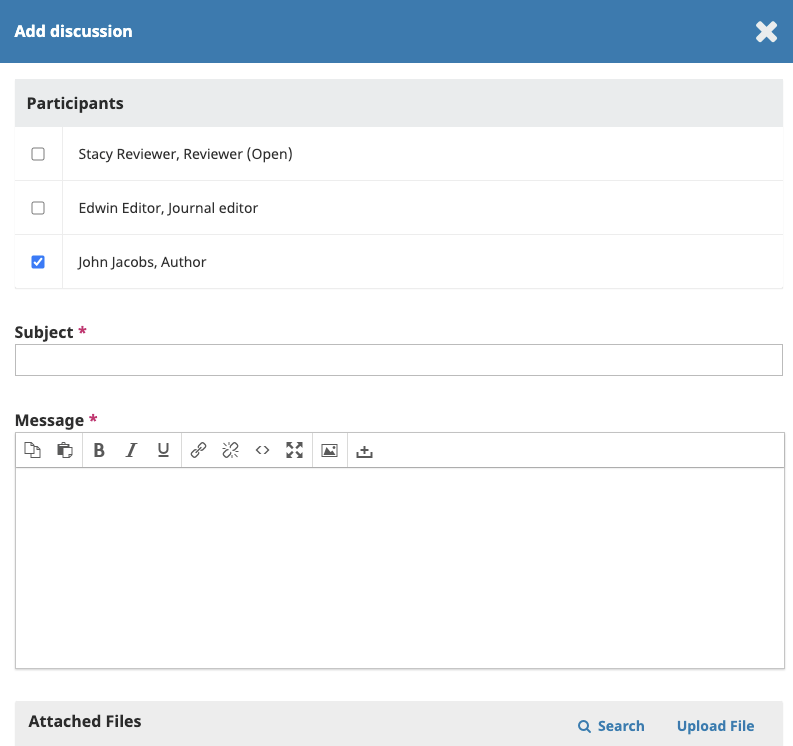 Add discussion
Participants
Stacy Reviewer, Reviewer (Open)
Edwin Editor, Journal editor
John Jacobs, Author
Subject *
Message *
B I U
Attached Files
Search Upload File